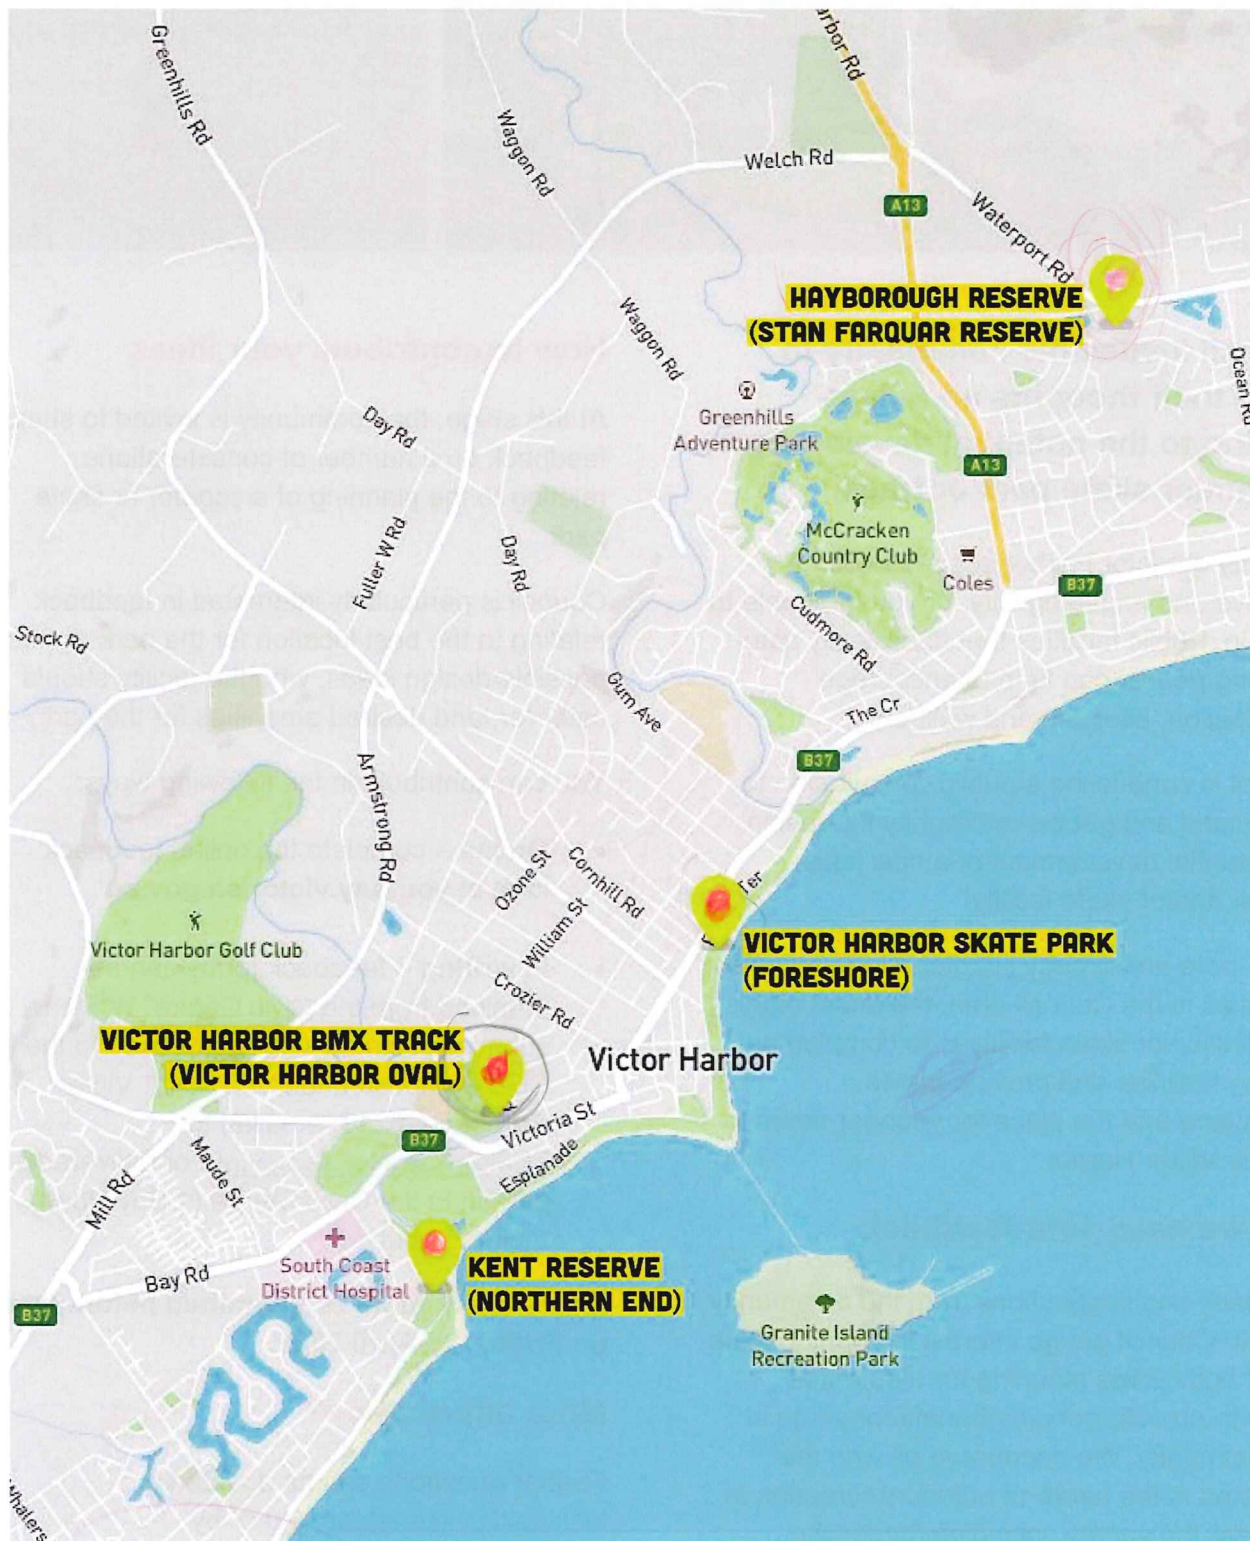 Greenhills Rd
arbor Rd
Waggon Rd
Welch Rd
A13
Waterport Rd
HAYBOROUGH RESERVE
(STAN FARQUAR RESERVE)
Waggon Rd
Ocean Rd
Greenhills
Adventure Park
Day Rd
A13
McCracken
Country Club
Coles
B37
Fuller W Rd
Day Rd
Cudmore Rd
Stock Rd
Gum Ave
The Cr
B37
Armstrong Rd
Ozone St
Cornhill Rd
William St
Ter
Victor Harbor Golf Club
VICTOR HARBOR SKATE PARK
(FORESHORE)
Crozier Rd
VICTOR HARBOR BMX TRACK
(VICTOR HARBOR OVAL)
Victor Harbor
Victoria St
B37
Esplanade
Maude St
Mill Rd
KENT RESERVE
(NORTHERN END)
South Coast
District Hospital
Bay Rd
B37
Granite Island
Recreation Park
Whalers